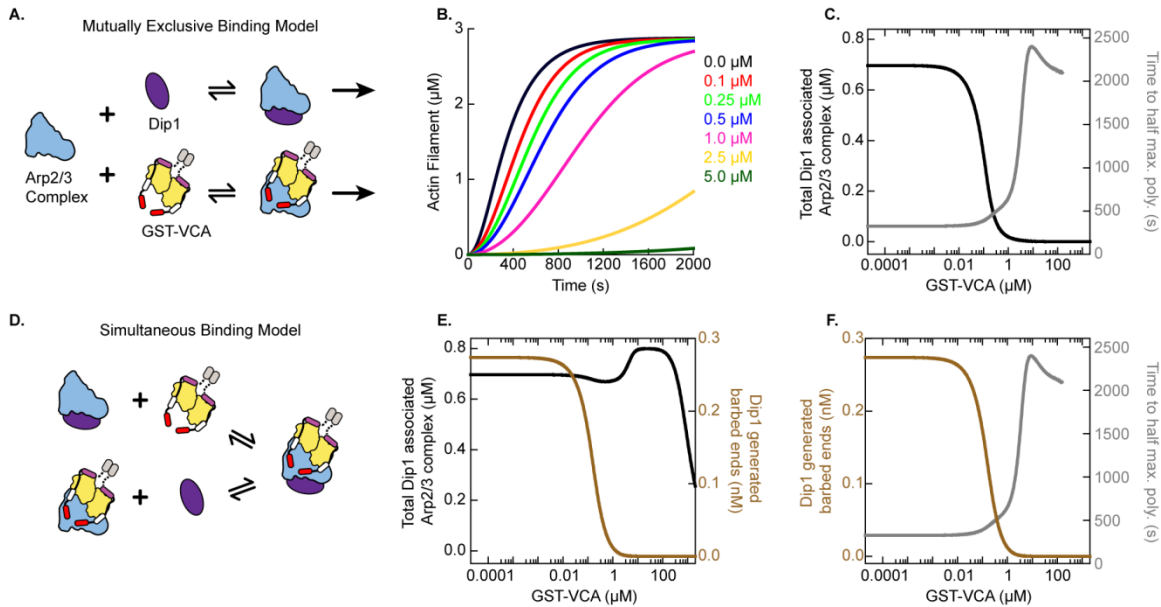 A.
Mutually Exclusive Binding Model
Dip1
Arp2/3
Complex
GST-VCA
B.
Actin Filament (µM)
3
2
1
0
0 400 800 1200 1600 2000
Time (s)
0.0 µM
0.1 µM
0.25 µM
0.5 µM
1.0 µM
2.5 µM
5.0 µM
C.
Total Dip1 associated
Arp2/3 complex (µM)
0.8
0.6
0.4
0.2
0.0
0.0001 0.01 1 100
GST-VCA (µM)
2500
2000
1500
1000
500
0
Time to half max. poly. (s)
D.
Simultaneous Binding Model
E.
Total Dip1 associated
Arp2/3 complex (µM)
0.8
0.6
0.4
0.2
0.0
0.0001 0.01 1 100
GST-VCA (µM)
0.3
0.2
0.1
0.0
Dip1 generated
barbed ends (nM)
F.
Dip1 generated
barbed ends (nM)
0.3
0.2
0.1
0.0
0.0001 0.01 1 100
GST-VCA (µM)
2500
2000
1500
1000
500
0
Time to half max.
poly. (s)